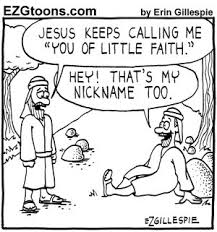 EZGtoons.com by Erin Gillespie
JESUS KEEPS CALLING ME
"YOU OF LITTLE FAITH."
HEY! THAT'S MY
NICKNAME TOO.
EZGILLESPIE